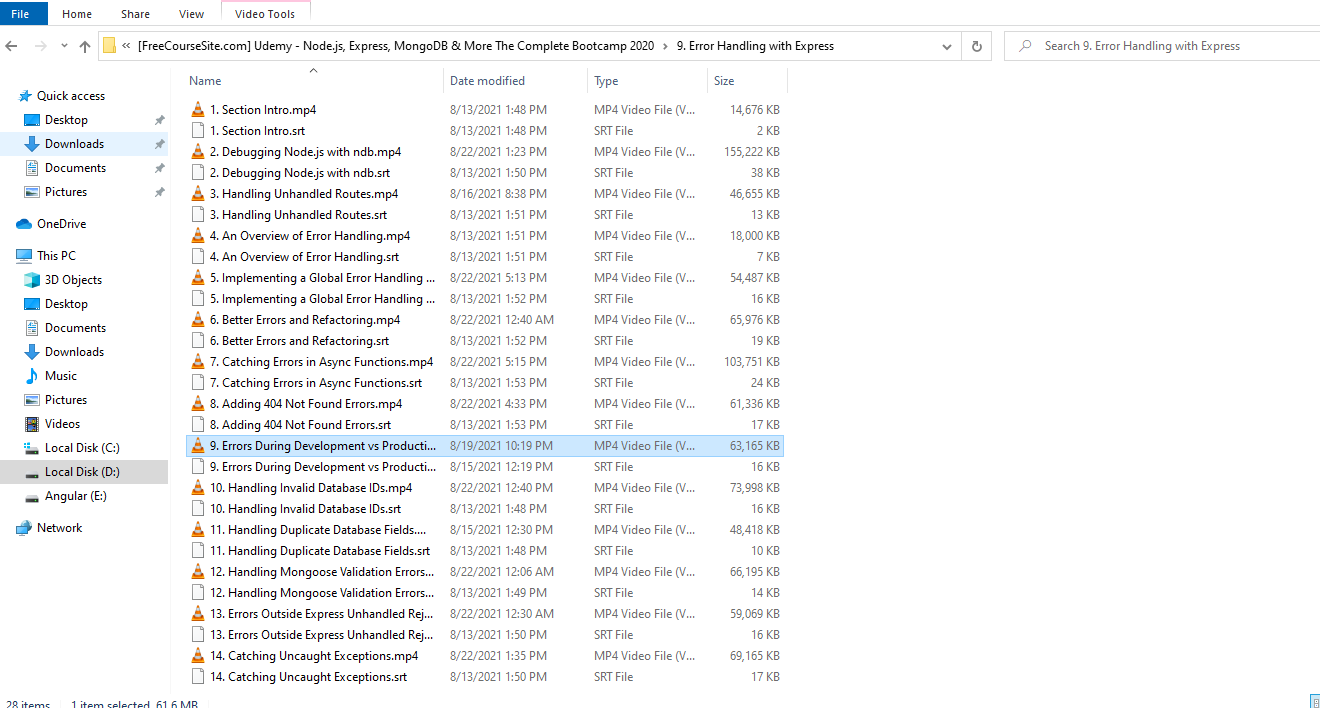 File Home Share View Video Tools
« [FreeCourseSite.com] Udemy - Node.js, Express, MongoDB & More The Complete Bootcamp 2020 › 9. Error Handling with Express Search 9. Error Handling with Express
Quick access
Desktop
Downloads
Documents
Pictures
OneDrive
This PC
3D Objects
Desktop
Documents
Downloads
Music
Pictures
Videos
Local Disk (C:)
Local Disk (D:)
Angular (E:)
Network
Name Date modified Type Size
1. Section Intro.mp4 8/13/2021 1:48 PM MP4 Video File (V... 14,676 KB
1. Section Intro.srt 8/13/2021 1:48 PM SRT File 2 KB
2. Debugging Node.js with ndb.mp4 8/22/2021 1:23 PM MP4 Video File (V... 155,222 KB
2. Debugging Node.js with ndb.srt 8/13/2021 1:50 PM SRT File 38 KB
3. Handling Unhandled Routes.mp4 8/16/2021 8:38 PM MP4 Video File (V... 46,655 KB
3. Handling Unhandled Routes.srt 8/13/2021 1:51 PM SRT File 13 KB
4. An Overview of Error Handling.mp4 8/13/2021 1:51 PM MP4 Video File (V... 18,000 KB
4. An Overview of Error Handling.srt 8/13/2021 1:51 PM SRT File 7 KB
5. Implementing a Global Error Handling ... 8/22/2021 5:13 PM MP4 Video File (V... 54,487 KB
5. Implementing a Global Error Handling ... 8/13/2021 1:52 PM SRT File 16 KB
6. Better Errors and Refactoring.mp4 8/22/2021 12:40 AM MP4 Video File (V... 65,976 KB
6. Better Errors and Refactoring.srt 8/13/2021 1:52 PM SRT File 19 KB
7. Catching Errors in Async Functions.mp4 8/22/2021 5:15 PM MP4 Video File (V... 103,751 KB
7. Catching Errors in Async Functions.srt 8/13/2021 1:53 PM SRT File 24 KB
8. Adding 404 Not Found Errors.mp4 8/22/2021 4:33 PM MP4 Video File (V... 61,336 KB
8. Adding 404 Not Found Errors.srt 8/13/2021 1:53 PM SRT File 17 KB
9. Errors During Development vs Producti... 8/19/2021 10:19 PM MP4 Video File (V... 63,165 KB
9. Errors During Development vs Producti... 8/15/2021 12:19 PM SRT File 16 KB
10. Handling Invalid Database IDs.mp4 8/22/2021 12:40 PM MP4 Video File (V... 73,998 KB
10. Handling Invalid Database IDs.srt 8/13/2021 1:48 PM SRT File 16 KB
11. Handling Duplicate Database Fields.... 8/15/2021 12:30 PM MP4 Video File (V... 48,418 KB
11. Handling Duplicate Database Fields.srt 8/13/2021 1:48 PM SRT File 10 KB
12. Handling Mongoose Validation Errors... 8/22/2021 12:06 AM MP4 Video File (V... 66,195 KB
12. Handling Mongoose Validation Errors... 8/13/2021 1:49 PM SRT File 14 KB
13. Errors Outside Express Unhandled Rej... 8/22/2021 12:30 AM MP4 Video File (V... 59,069 KB
13. Errors Outside Express Unhandled Rej... 8/13/2021 1:50 PM SRT File 16 KB
14. Catching Uncaught Exceptions.mp4 8/22/2021 1:35 PM MP4 Video File (V... 69,165 KB
14. Catching Uncaught Exceptions.srt 8/13/2021 1:50 PM SRT File 17 KB
28 items 1 item selected 61.6 MB